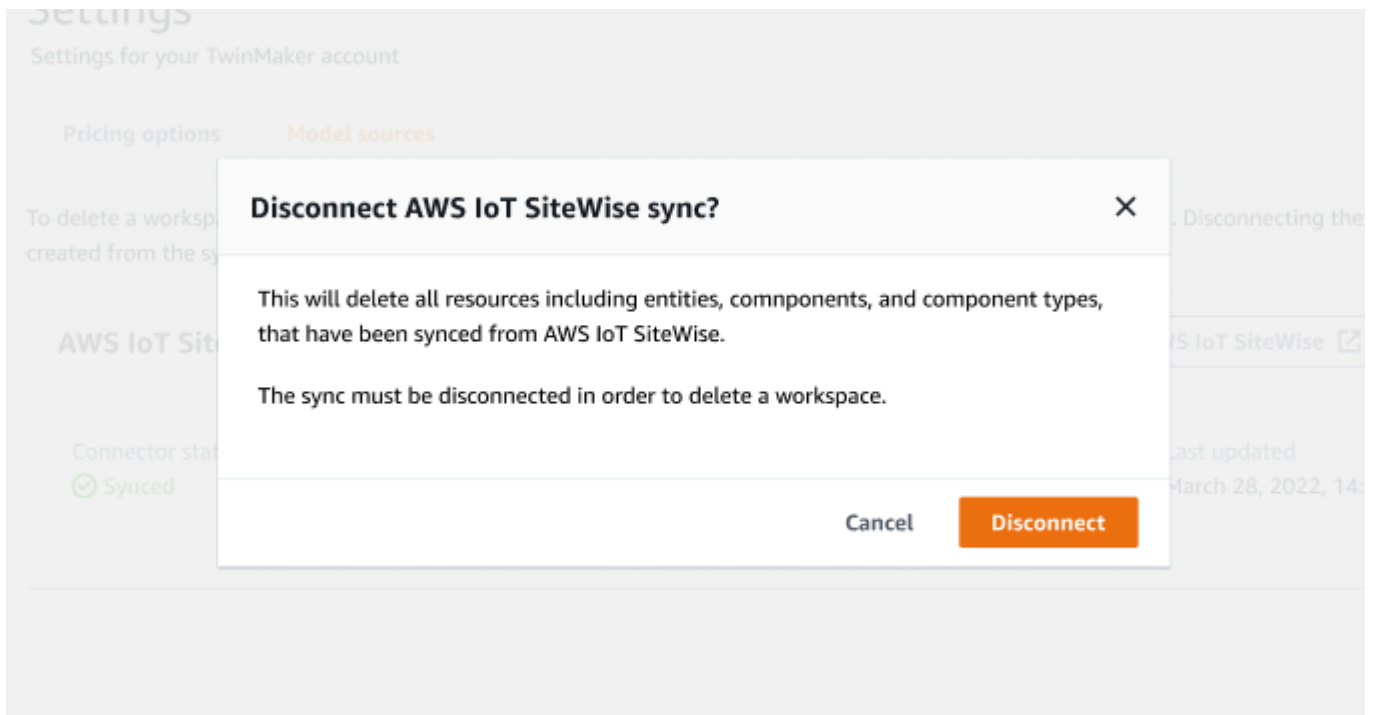 Settings
Settings for your TwinMaker account
Pricing options Model sources
To delete a worksp . Disconnecting the
created from the sy
Disconnect AWS IoT SiteWise sync?
This will delete all resources including entities, comnponents, and component types,
that have been synced from AWS IoT SiteWise.
The sync must be disconnected in order to delete a workspace.
AWS IoT Sit S IoT SiteWise
Connector stat Last updated
Synced March 28, 2022, 14:
Cancel Disconnect